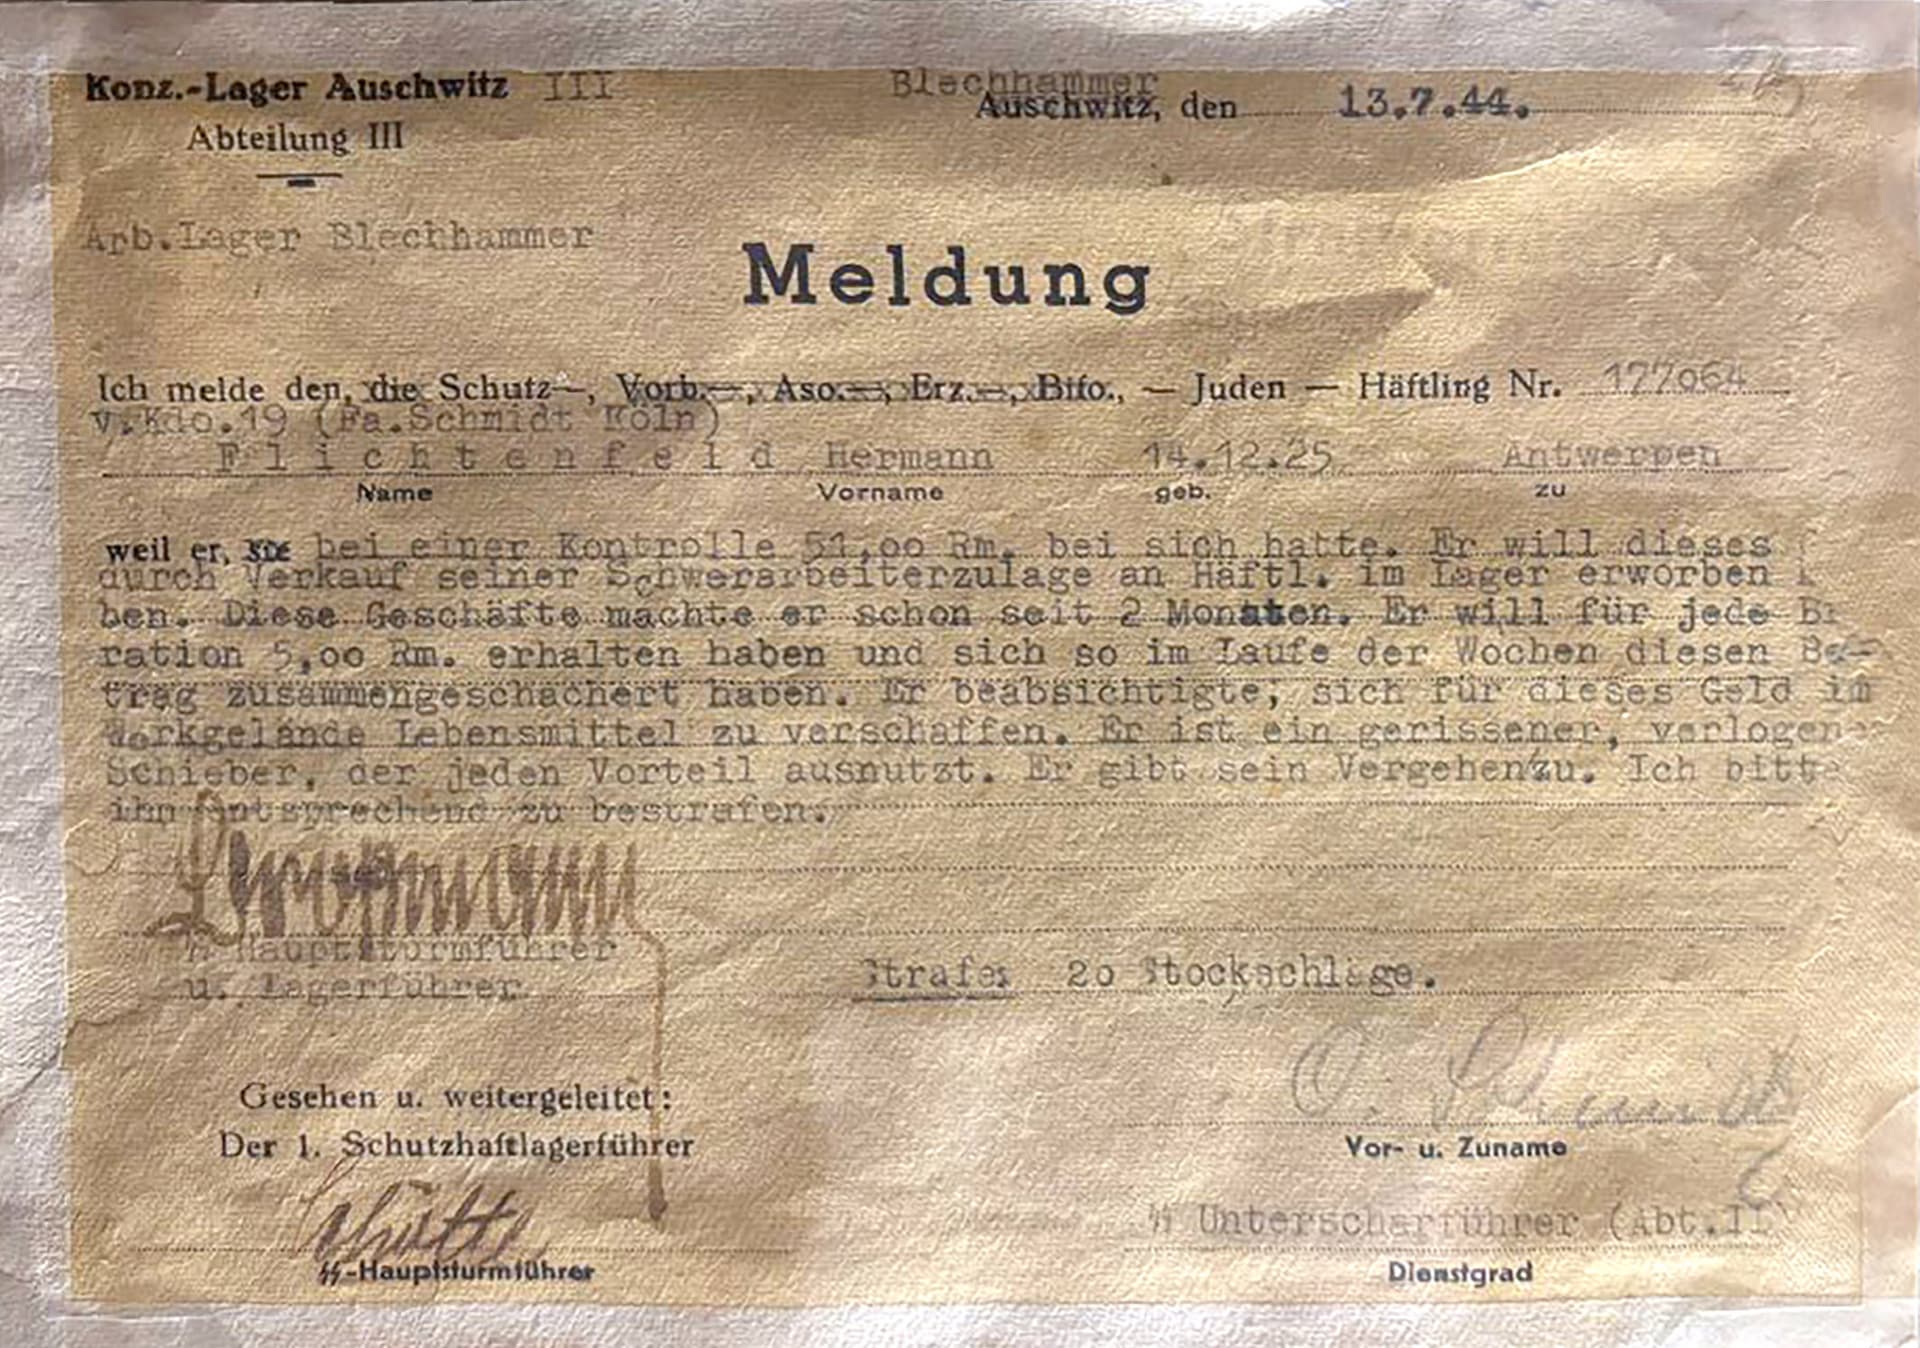 Konz.-Lager Auschwitz III
Abteilung III
Blechhammer
Auschwitz, den 13.7.44.
Arb.Lager Blechhammer
Meldung
Ich melde den, die Schutz—, Vorb.—, Aso.—, Erz.—, Bifo., — Juden — Häftling Nr. 177064
v.Kdo.19 (Fa.Schmidt Köln)
Flichtenfeld Hermann 14.12.25 Antwerpen
Name Vorname geb. zu
weil er, sie bei einer Kontrolle 51,oo Rm. bei sich hatte. Er will dieses
durch Verkauf seiner Schwerarbeiterzulage an Häftl. im Lager erworben
ben. Diese Geschäfte machte er schon seit 2 Monaten. Er will für jede
ration 5,oo Rm. erhalten haben und sich so im Laufe der Wochen diesen Be-
trag zusammengeschachert haben. Er beabsichtigte, sich für dieses Geld im
Werkgelände Lebensmittel zu verschaffen. Er ist ein gerissener, verlogener
Schieber, der jeden Vorteil ausnutzt. Er gibt sein Vergehen zu. Ich bitte
ihn entsprechend zu bestrafen.
Hauptsturmführer
u. Lagerführer
Strafe: 2o Stockschläge.
Gesehen u. weitergeleitet:
Der 1. Schutzhaftlagerführer
SS-Hauptsturmführer
O. Schmidt
Vor- u. Zuname
SS Unterscharführer (Abt.II)
Dienstgrad